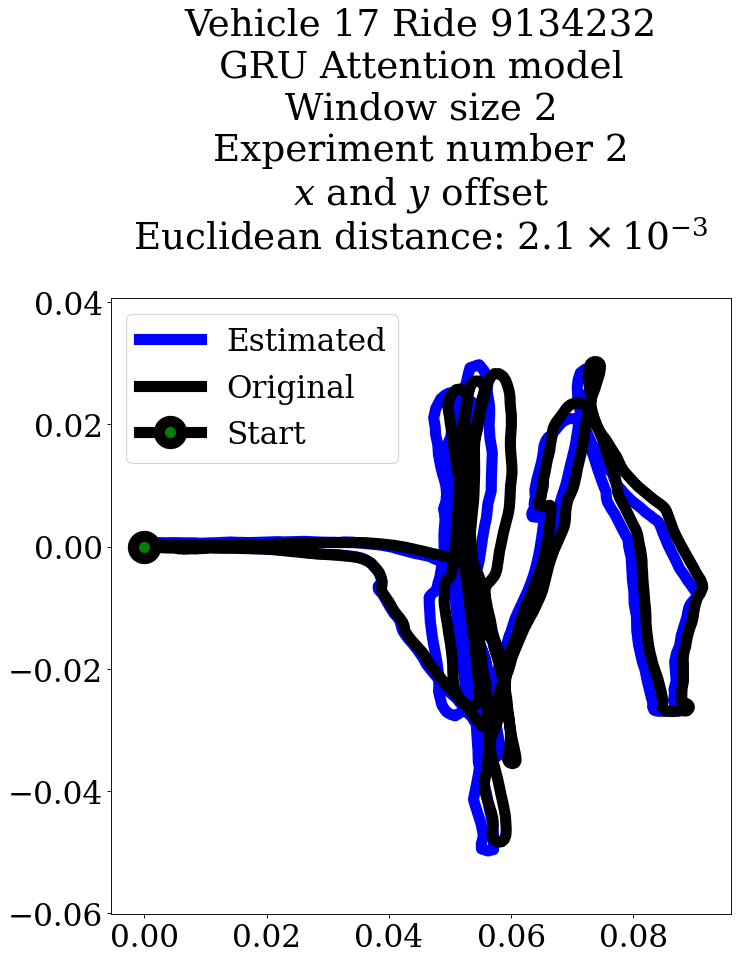 Vehicle 17 Ride 9134232
GRU Attention model
Window size 2
Experiment number 2
x and y offset
Euclidean distance: 2.1 × 10⁻³
0.04
Estimated
Original
0.02
Start
0.00
−0.02
−0.04
−0.06
0.00 0.02 0.04 0.06 0.08